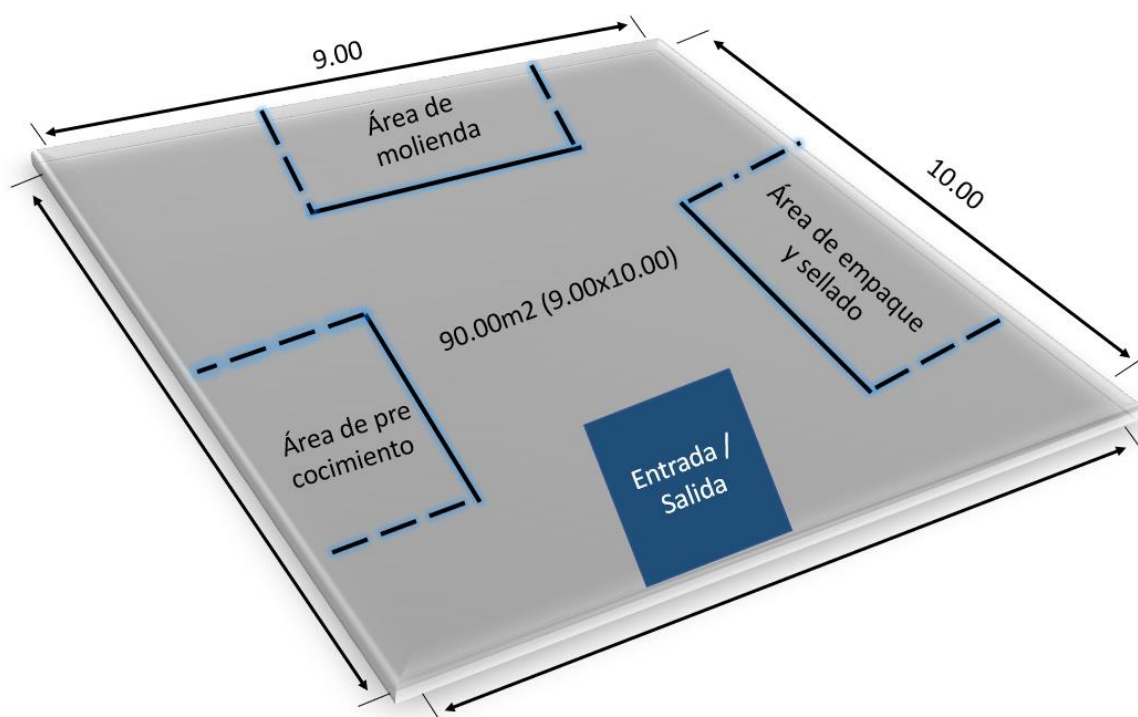 9.00
Área de
molienda
10.00
Área de empaque
y sellado
90.00m2 (9.00x10.00)
Área de pre
cocimiento
Entrada /
Salida